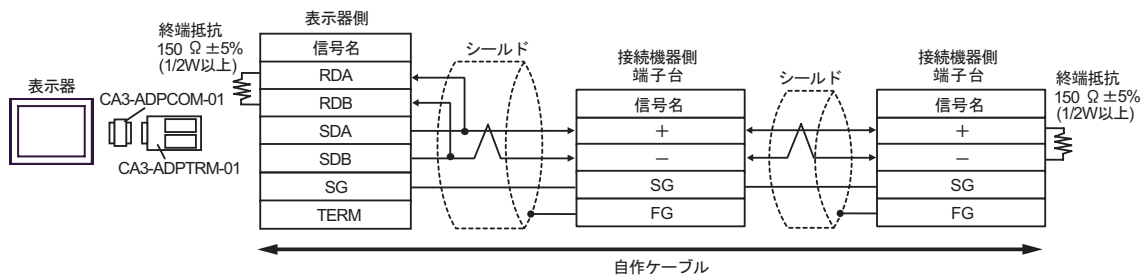 表示器
CA3-ADPCOM-01
CA3-ADPTRM-01
終端抵抗
150 Ω ±5%
(1/2W以上)
表示器側
信号名
RDA
RDB
SDA
SDB
SG
TERM
シールド
接続機器側
端子台
信号名
+
−
SG
FG
シールド
接続機器側
端子台
信号名
+
−
SG
FG
終端抵抗
150 Ω ±5%
(1/2W以上)
自作ケーブル